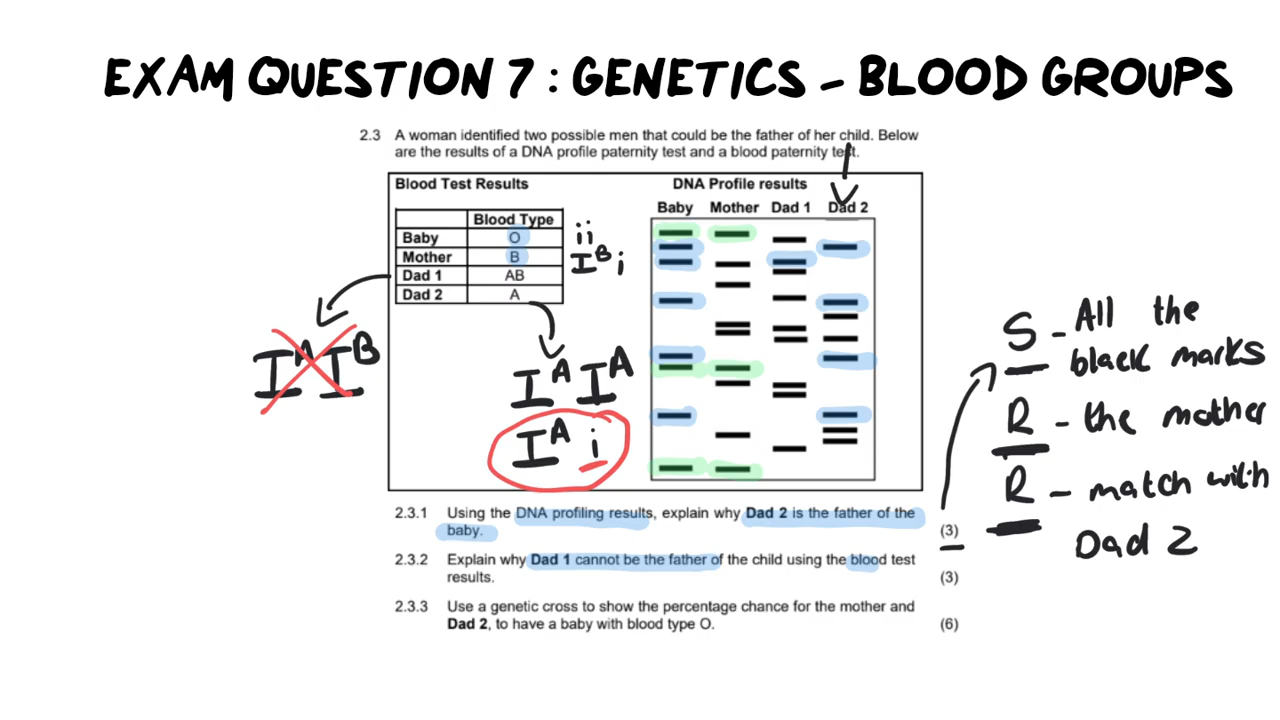 EXAM QUESTION 7 : GENETICS - BLOOD GROUPS
2.3 A woman identified two possible men that could be the father of her child. Below
are the results of a DNA profile paternity test and a blood paternity test.
Blood Test Results
Blood Type
Baby O ii
Mother B Iᴮ i
Dad 1 AB
Dad 2 A
Iᴬ Iᴮ
Iᴬ Iᴬ
Iᴬ i
DNA Profile results
Baby Mother Dad 1 Dad 2
S - All the
black marks
R - the mother
R - match with
Dad 2
2.3.1 Using the DNA profiling results, explain why Dad 2 is the father of the
baby. (3)
2.3.2 Explain why Dad 1 cannot be the father of the child using the blood test
results. (3)
2.3.3 Use a genetic cross to show the percentage chance for the mother and
Dad 2, to have a baby with blood type O. (6)